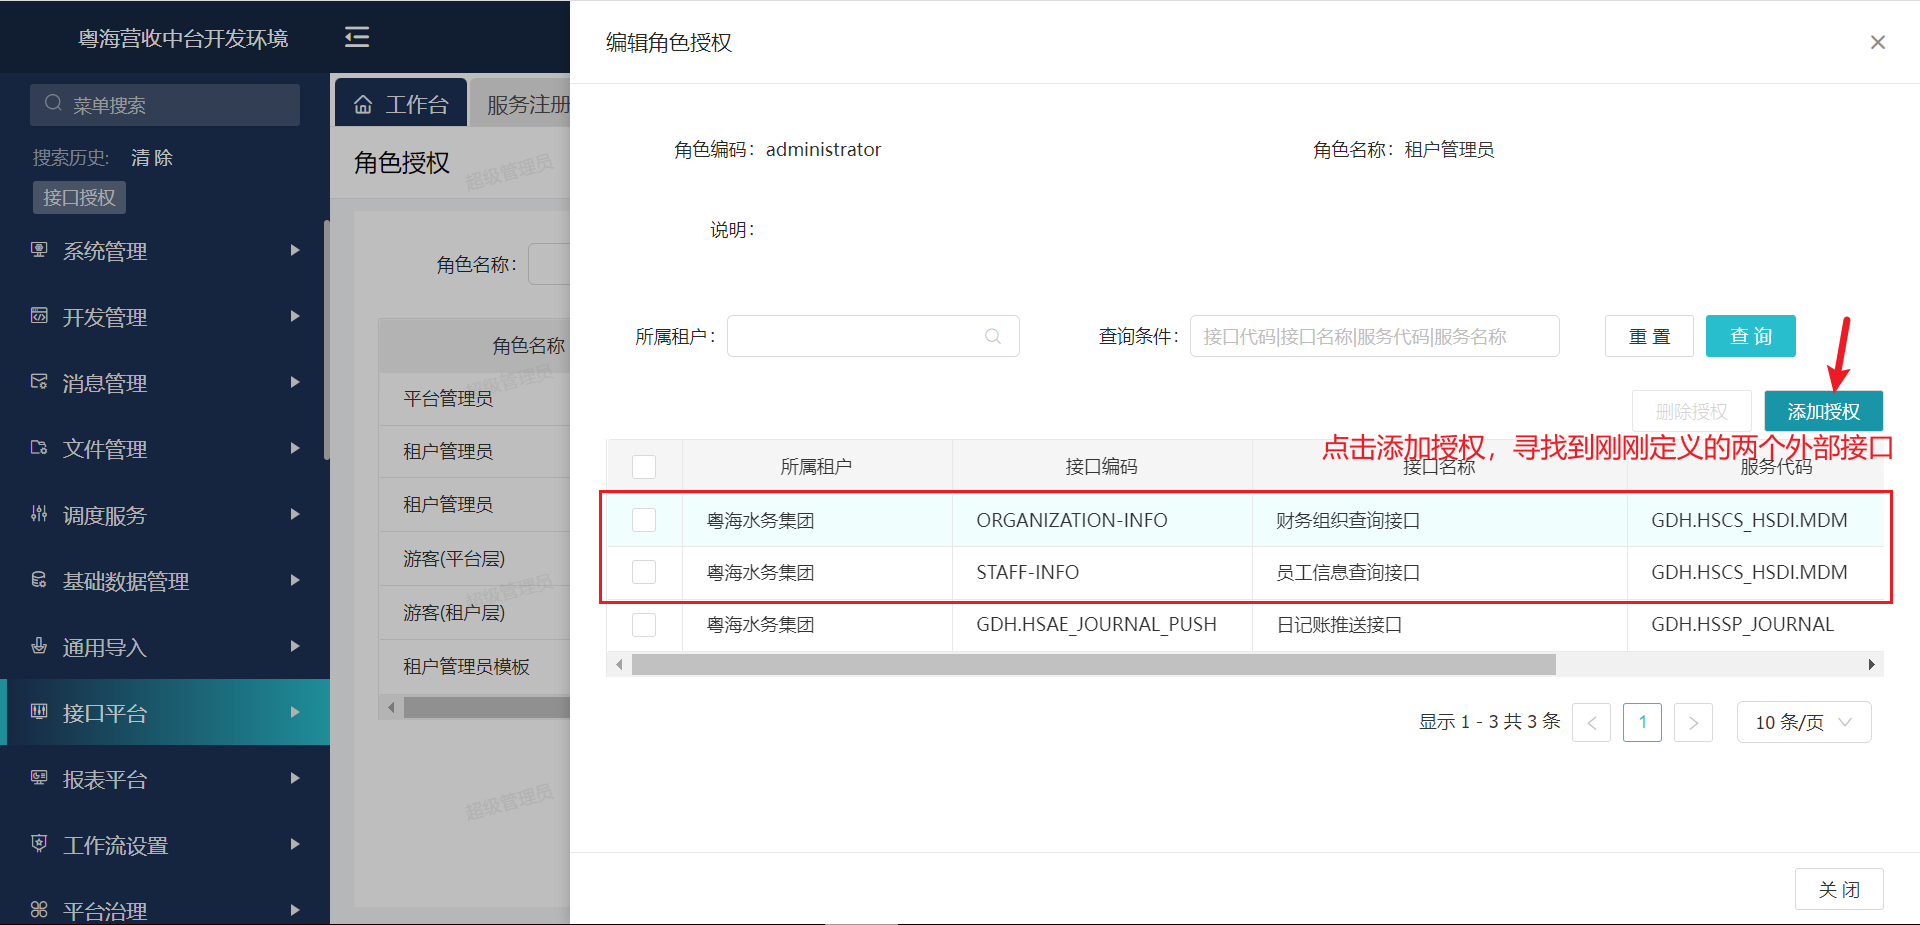 粤海营收中台开发环境
菜单搜索
搜索历史: 清 除
接口授权
系统管理
开发管理
消息管理
文件管理
调度服务
基础数据管理
通用导入
接口平台
报表平台
工作流设置
平台治理
工作台
服务注册
角色授权
超级管理员
角色名称:
角色名称
超级管理员
平台管理员
租户管理员
租户管理员
游客(平台层)
超级管理员
游客(租户层)
租户管理员模板
超级管理员
编辑角色授权
角色编码: administrator
角色名称: 租户管理员
说明:
所属租户:
查询条件: 接口代码|接口名称|服务代码|服务名称
重 置
查 询
删除授权
添加授权
点击添加授权，寻找到刚刚定义的两个外部接口
所属租户 接口编码 接口名称 服务代码
粤海水务集团 ORGANIZATION-INFO 财务组织查询接口 GDH.HSCS_HSDI.MDM
粤海水务集团 STAFF-INFO 员工信息查询接口 GDH.HSCS_HSDI.MDM
粤海水务集团 GDH.HSAE_JOURNAL_PUSH 日记账推送接口 GDH.HSSP_JOURNAL
显示 1 - 3 共 3 条 < 1 > 10 条/页
关 闭